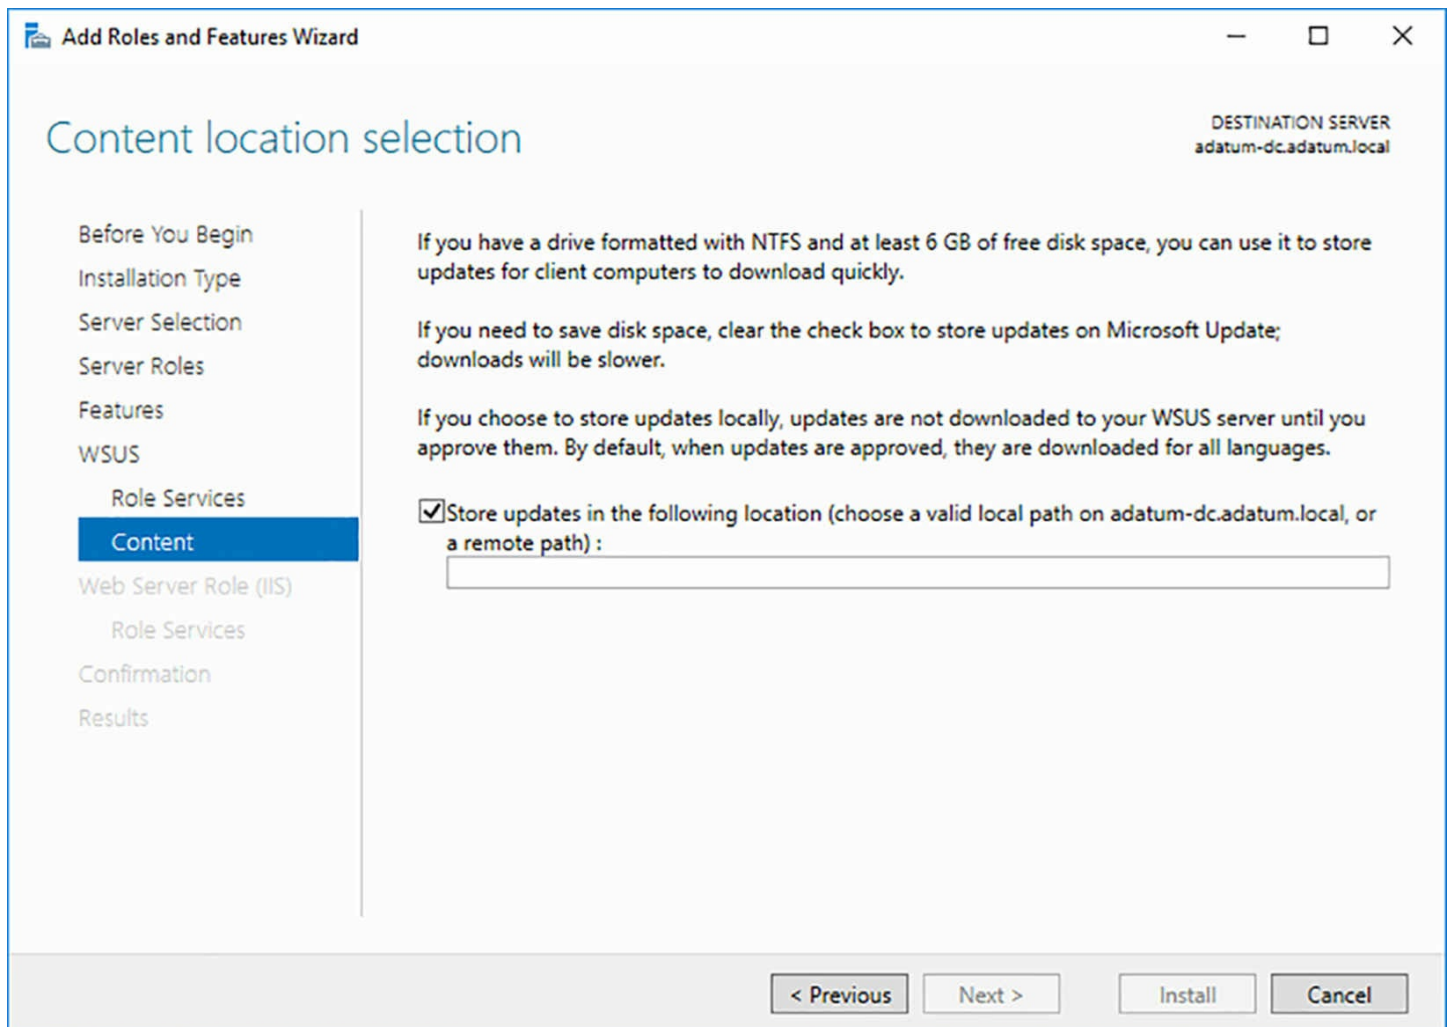 Add Roles and Features Wizard
Content location selection
DESTINATION SERVER
adatum-dc.adatum.local
Before You Begin
Installation Type
Server Selection
Server Roles
Features
WSUS
Role Services
Content
Web Server Role (IIS)
Role Services
Confirmation
Results
If you have a drive formatted with NTFS and at least 6 GB of free disk space, you can use it to store
updates for client computers to download quickly.
If you need to save disk space, clear the check box to store updates on Microsoft Update;
downloads will be slower.
If you choose to store updates locally, updates are not downloaded to your WSUS server until you
approve them. By default, when updates are approved, they are downloaded for all languages.
Store updates in the following location (choose a valid local path on adatum-dc.adatum.local, or
a remote path) :
< Previous
Next >
Install
Cancel